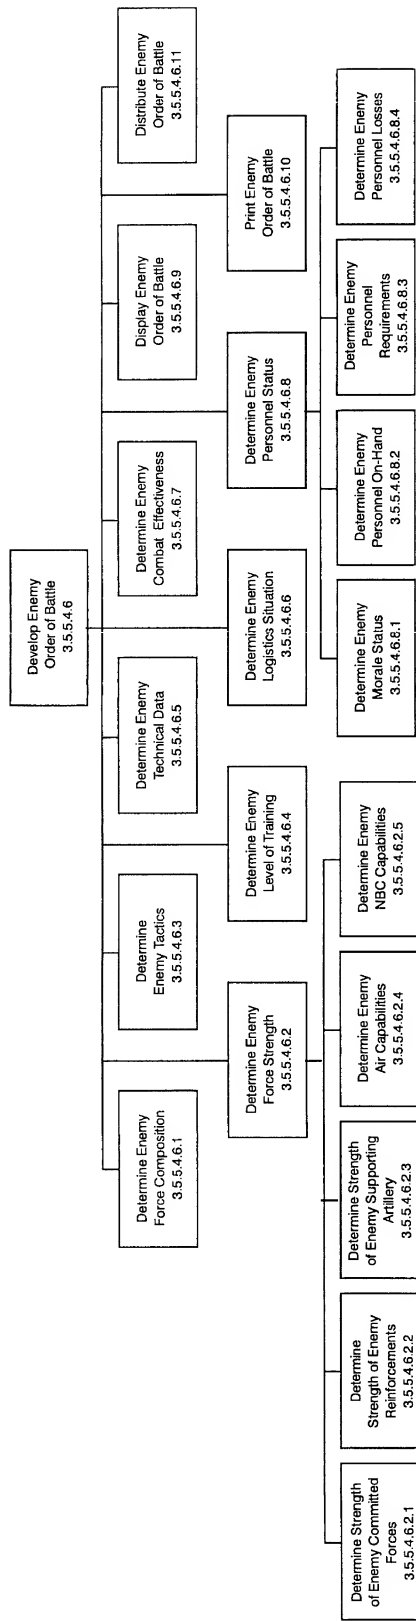 Develop Enemy
Order of Battle
3.5.5.4.6
Determine Enemy
Force Composition
3.5.5.4.6.1
Determine
Enemy Tactics
3.5.5.4.6.3
Determine Enemy
Technical Data
3.5.5.4.6.5
Determine Enemy
Combat Effectiveness
3.5.5.4.6.7
Display Enemy
Order of Battle
3.5.5.4.6.9
Distribute Enemy
Order of Battle
3.5.5.4.6.11
Determine Enemy
Force Strength
3.5.5.4.6.2
Determine Enemy
Level of Training
3.5.5.4.6.4
Determine Enemy
Logistics Situation
3.5.5.4.6.6
Determine Enemy
Personnel Status
3.5.5.4.6.8
Print Enemy
Order of Battle
3.5.5.4.6.10
Determine Strength
of Enemy Committed
Forces
3.5.5.4.6.2.1
Determine
Strength of Enemy
Reinforcements
3.5.5.4.6.2.2
Determine Strength
of Enemy Supporting
Artillery
3.5.5.4.6.2.3
Determine Enemy
Air Capabilities
3.5.5.4.6.2.4
Determine Enemy
NBC Capabilities
3.5.5.4.6.2.5
Determine Enemy
Morale Status
3.5.5.4.6.8.1
Determine Enemy
Personnel On-Hand
3.5.5.4.6.8.2
Determine Enemy
Personnel
Requirements
3.5.5.4.6.8.3
Determine Enemy
Personnel Losses
3.5.5.4.6.8.4